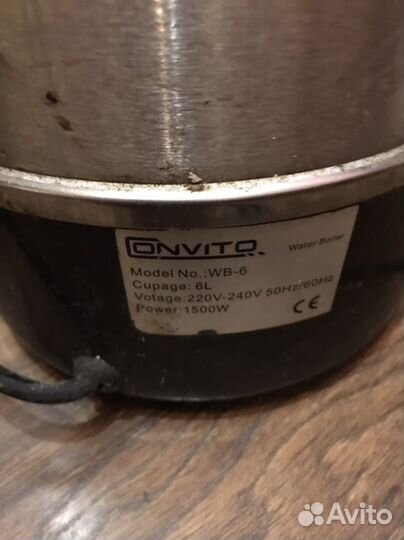 CONVITO
Water Boiler
Model No.:WB-6
Cupage: 6L
Votage:220V-240V 50Hz/60Hz
Power:1500W
CE
Avito